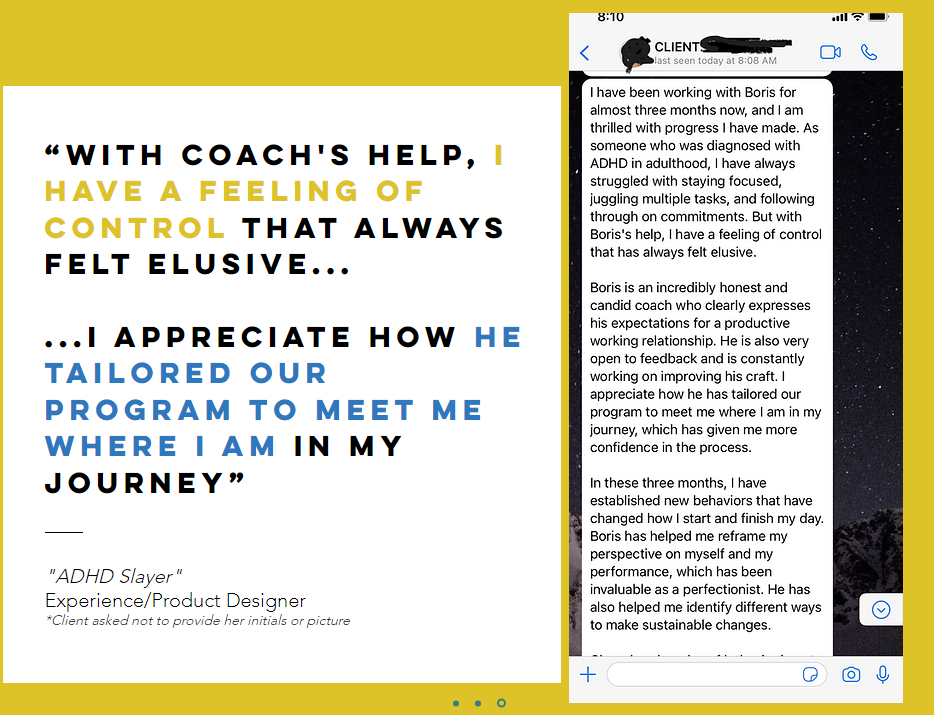 “WITH COACH'S HELP, I
HAVE A FEELING OF
CONTROL THAT ALWAYS
FELT ELUSIVE...
...I APPRECIATE HOW HE
TAILORED OUR
PROGRAM TO MEET ME
WHERE I AM IN MY
JOURNEY”
"ADHD Slayer"
Experience/Product Designer
*Client asked not to provide her initials or picture
8:10
CLIENT
last seen today at 8:08 AM
I have been working with Boris for
almost three months now, and I am
thrilled with progress I have made. As
someone who was diagnosed with
ADHD in adulthood, I have always
struggled with staying focused,
juggling multiple tasks, and following
through on commitments. But with
Boris's help, I have a feeling of control
that has always felt elusive.
Boris is an incredibly honest and
candid coach who clearly expresses
his expectations for a productive
working relationship. He is also very
open to feedback and is constantly
working on improving his craft. I
appreciate how he has tailored our
program to meet me where I am in my
journey, which has given me more
confidence in the process.
In these three months, I have
established new behaviors that have
changed how I start and finish my day.
Boris has helped me reframe my
perspective on myself and my
performance, which has been
invaluable as a perfectionist. He has
also helped me identify different ways
to make sustainable changes.